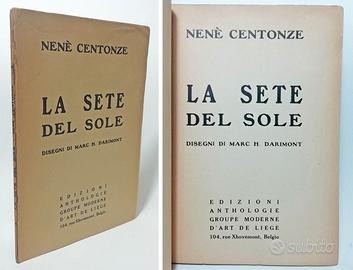 NENÈ CENTONZE
LA SETE
DEL SOLE
DISEGNI DI MARC H. DARIMONT
EDIZIONI
ANTHOLOGIE
GROUPE MODERNE
D'ART DE LIEGE
104, rue Xhovemont, Belgio
NENÈ CENTONZE
LA SETE
DEL SOLE
DISEGNI DI MARC H. DARIMONT
EDIZIONI
ANTHOLOGIE
GROUPE MODERNE
D'ART DE LIEGE
104, rue Xhovemont, Belgio
subito